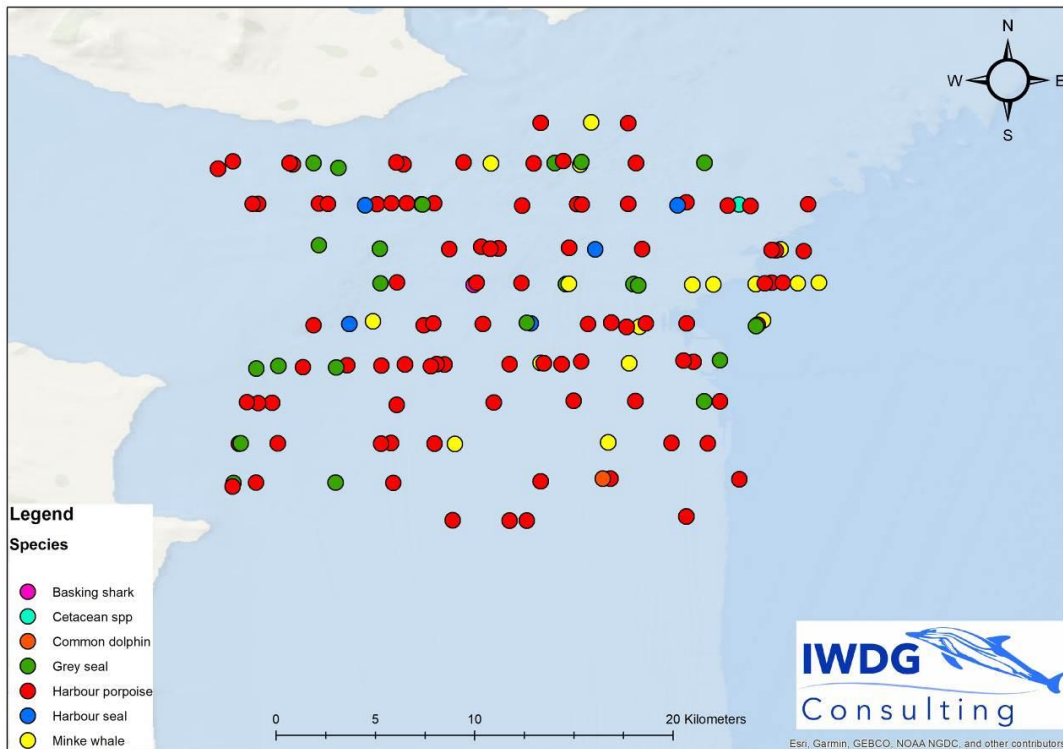 N
W E
S
Legend
Species
Basking shark
Cetacean spp
Common dolphin
Grey seal
Harbour porpoise
Harbour seal
Minke whale
0 5 10 20 Kilometers
IWDG
Consulting
Esri, Garmin, GEBCO, NOAA NGDC, and other contributors